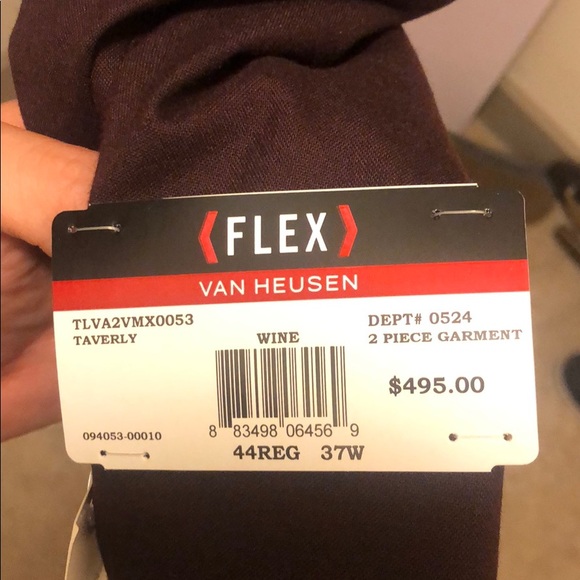 FLEX
VAN HEUSEN
TLVA2VMX0053
TAVERLY
WINE
DEPT# 0524
2 PIECE GARMENT
$495.00
8 83498 06456 9
094053-00010
44REG 37W